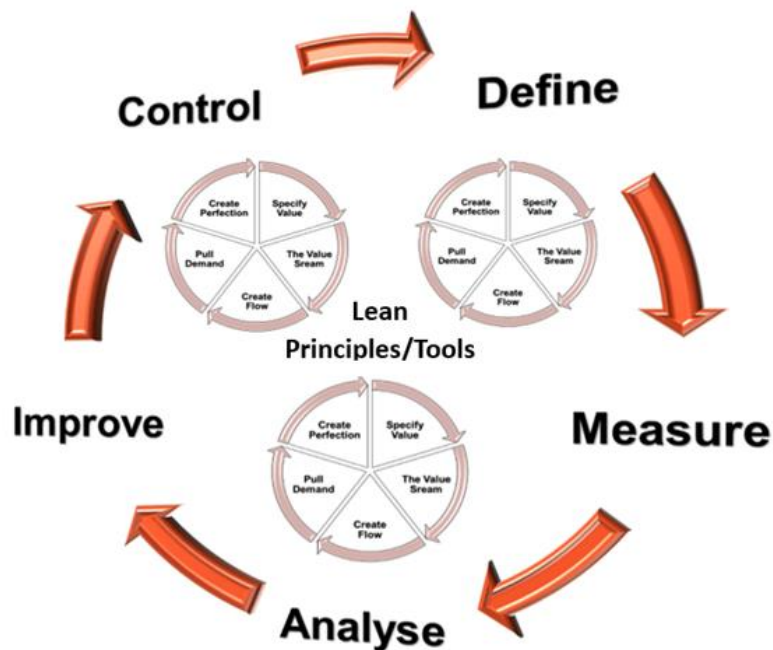 Control
Define
Create
Perfection
Specify
Value
Pull
Demand
The Value
Sream
Create
Flow
Create
Perfection
Specify
Value
Pull
Demand
The Value
Sream
Create
Flow
Lean
Principles/Tools
Improve
Measure
Create
Perfection
Specify
Value
Pull
Demand
The Value
Sream
Create
Flow
Analyse